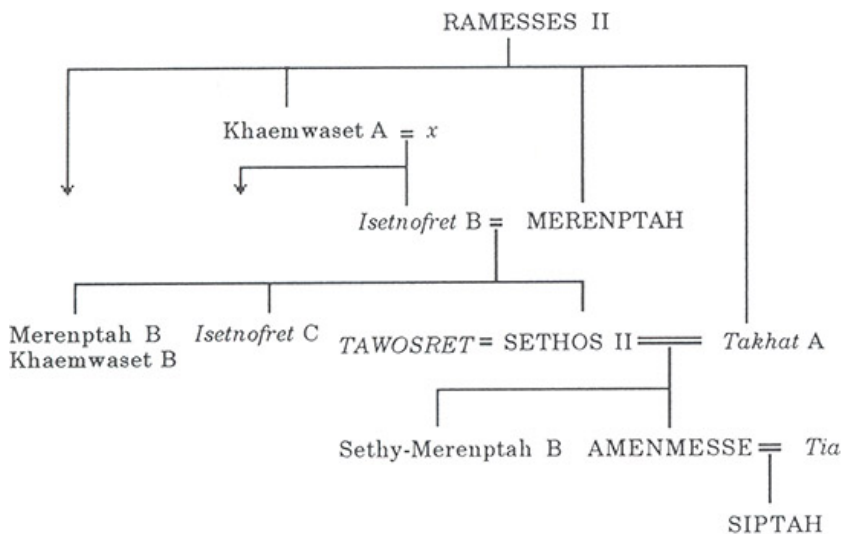 RAMESSES II
Khaemwaset A = x
Isetnofret B = MERENPTAH
Merenptah B Isetnofret C TAWOSRET = SETHOS II Takhat A
Khaemwaset B
Sethy-Merenptah B AMENMESSE = Tia
SIPTAH